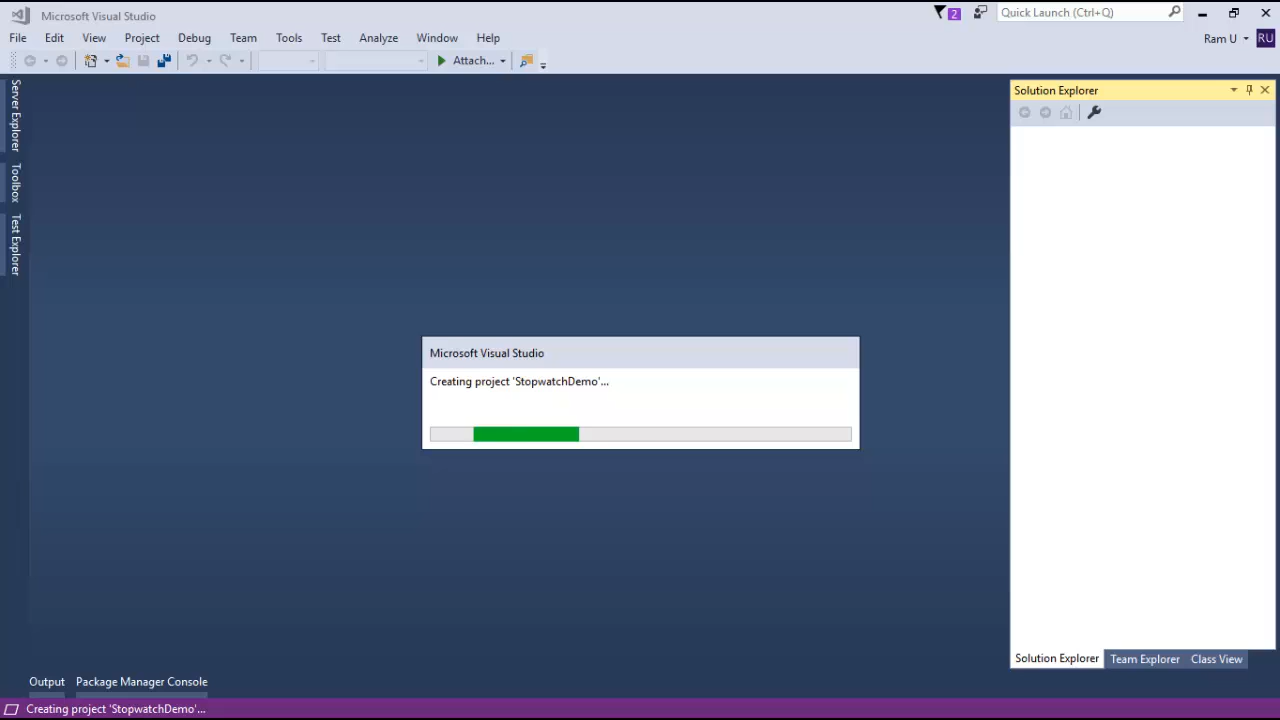 Microsoft Visual Studio
2
Quick Launch (Ctrl+Q)
File Edit View Project Debug Team Tools Test Analyze Window Help
Ram U RU
Attach...
Server Explorer
Toolbox
Test Explorer
Solution Explorer
Microsoft Visual Studio
Creating project 'StopwatchDemo'...
Solution Explorer Team Explorer Class View
Output Package Manager Console
Creating project 'StopwatchDemo'...